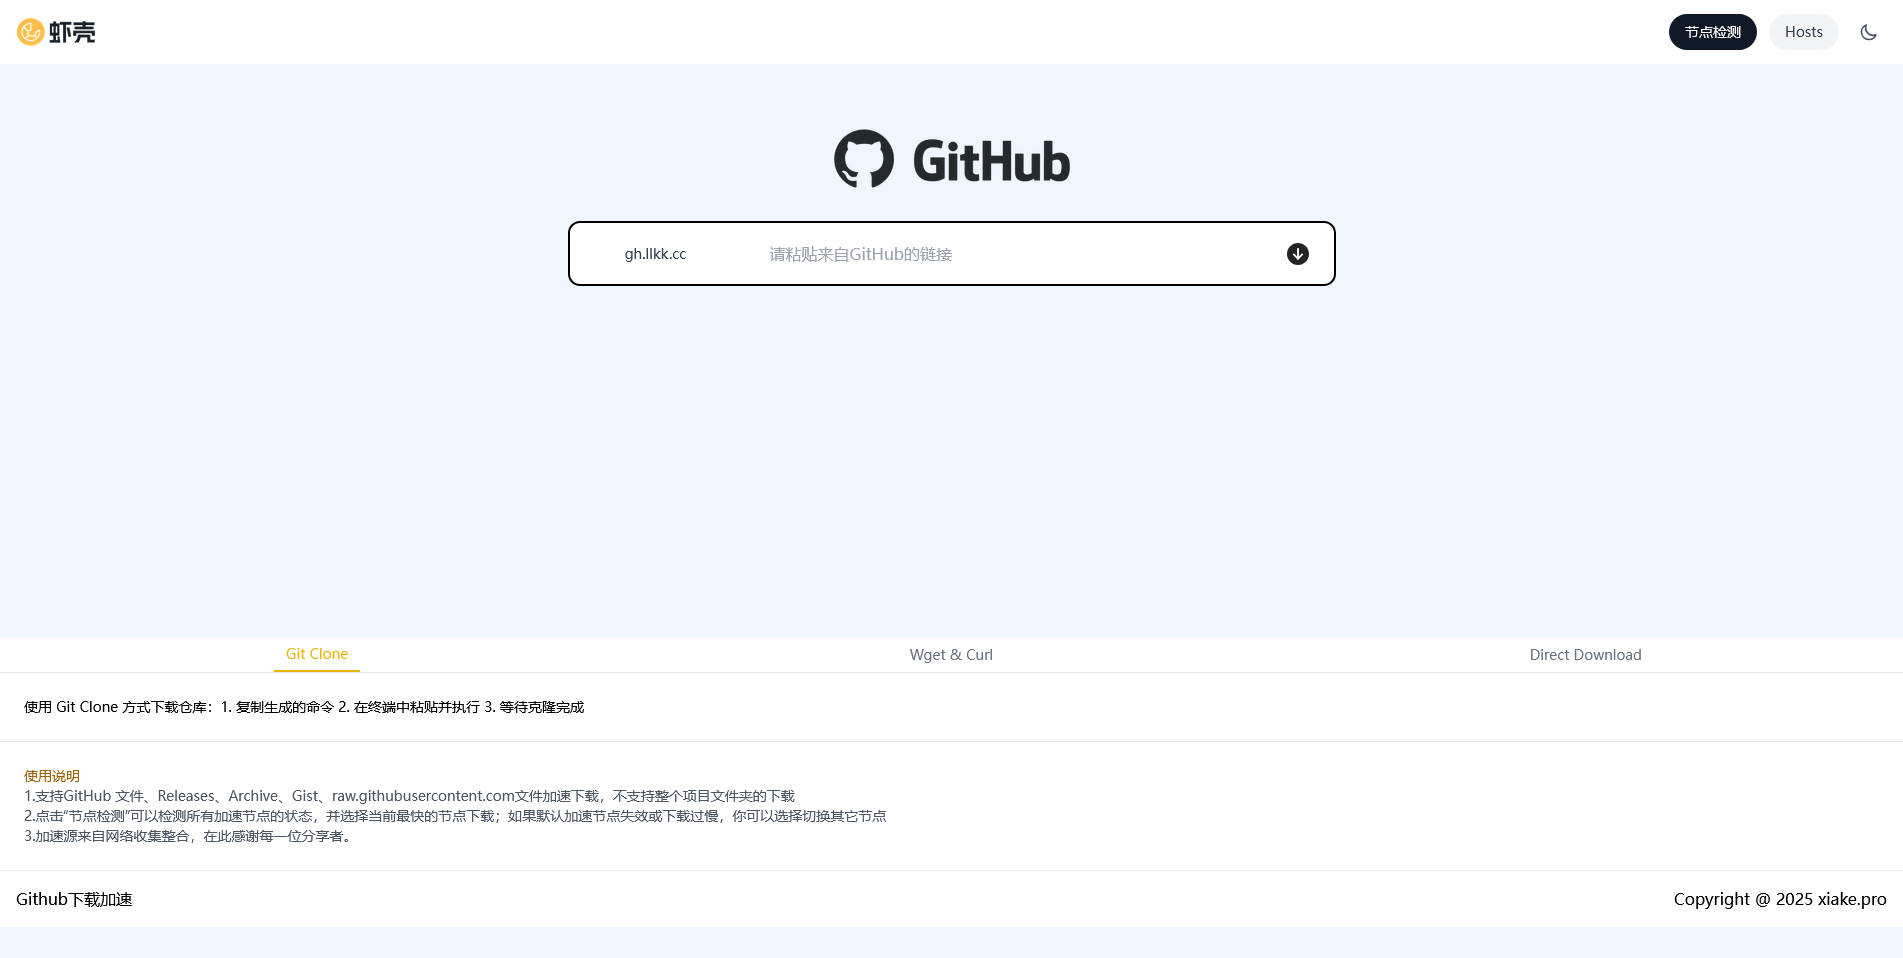 虾壳
节点检测
Hosts
GitHub
gh.llkk.cc
请粘贴来自GitHub的链接
Git Clone
Wget & Curl
Direct Download
使用 Git Clone 方式下载仓库：1. 复制生成的命令 2. 在终端中粘贴并执行 3. 等待克隆完成
使用说明
1.支持GitHub 文件、Releases、Archive、Gist、raw.githubusercontent.com文件加速下载，不支持整个项目文件夹的下载
2.点击“节点检测”可以检测所有加速节点的状态，并选择当前最快的节点下载；如果默认加速节点失效或下载过慢，你可以选择切换其它节点
3.加速源来自网络收集整合，在此感谢每一位分享者。
Github下载加速
Copyright @ 2025 xiake.pro